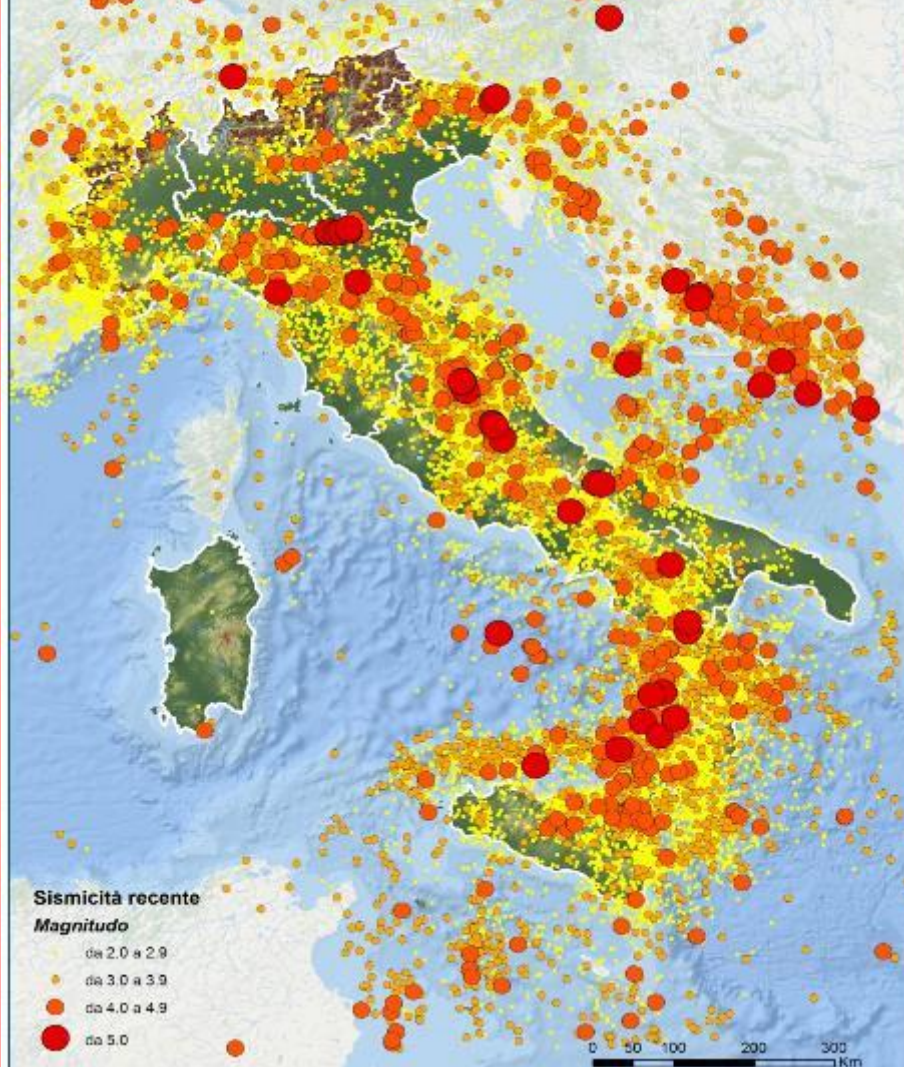 Sismicità recente
Magnitudo
da 2.0 a 2.9
da 3.0 a 3.9
da 4.0 a 4.9
da 5.0
0 50 100 200 300
Km